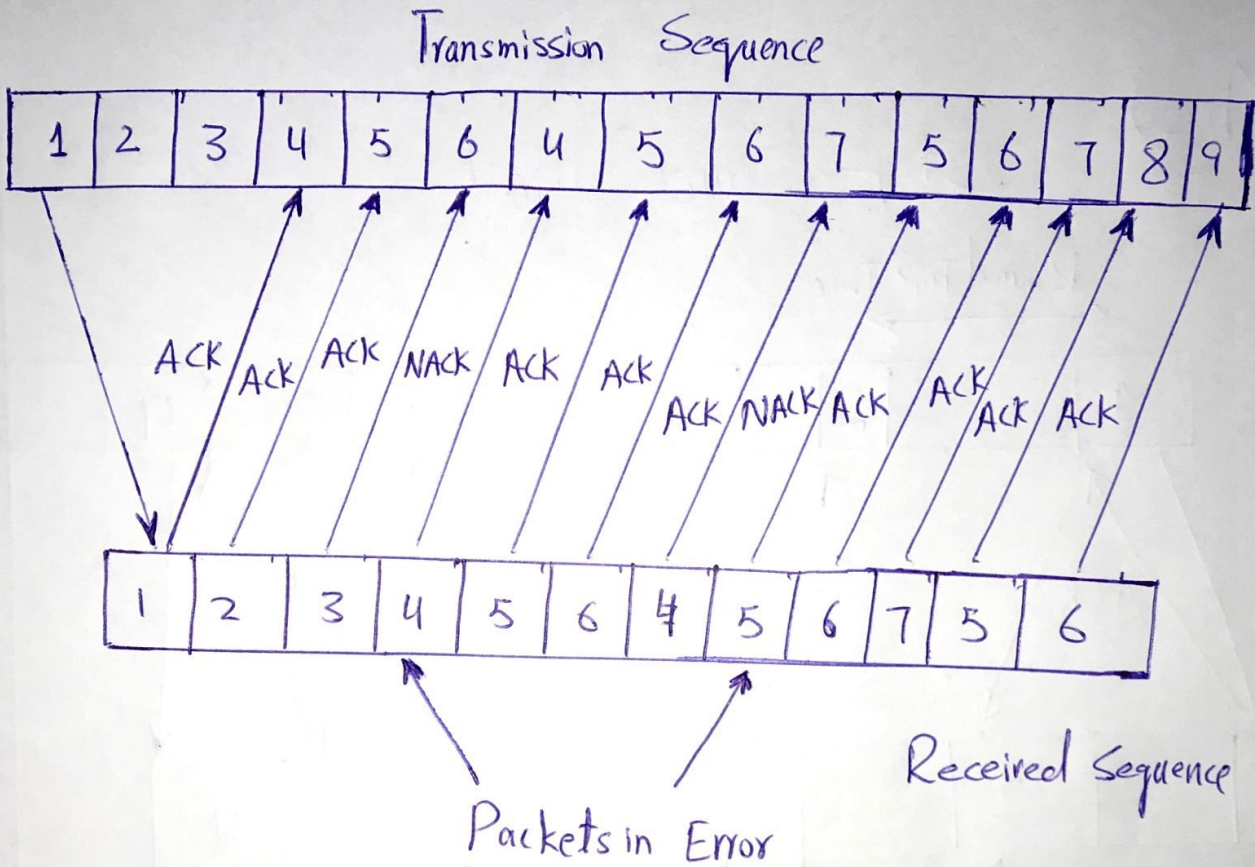 Transmission Sequence
1 2 3 4 5 6 4 5 6 7 5 6 7 8 9
ACK ACK ACK NACK ACK ACK ACK NACK ACK ACK ACK ACK
1 2 3 4 5 6 4 5 6 7 5 6
Received Sequence
Packets in Error